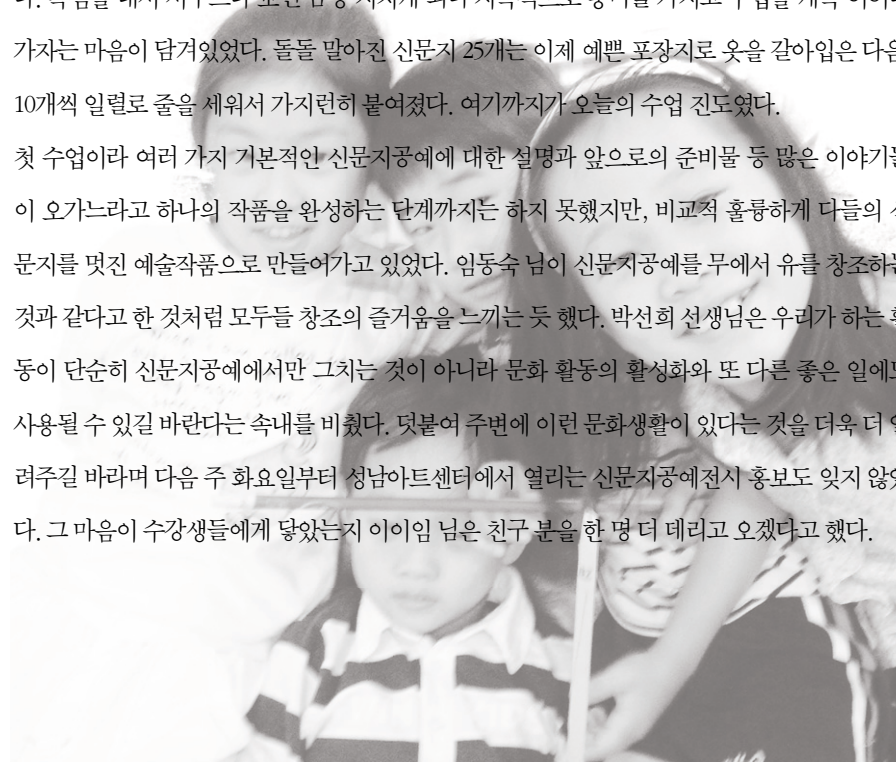 가자는 마음이 담겨있었다. 돌돌 말아진 신문지 25개는 이제 예쁜 포장지로 옷을 갈아입은 다음
10개씩 일렬로 줄을 세워서 가지런히 붙여졌다. 여기까지가 오늘의 수업 진도였다.
첫 수업이라 여러 가지 기본적인 신문지공예에 대한 설명과 앞으로의 준비물 등 많은 이야기들
이 오가느라고 하나의 작품을 완성하는 단계까지는 하지 못했지만, 비교적 훌륭하게 다들의
문지를 멋진 예술작품으로 만들어가고 있었다. 임동숙 님이 신문지공예를 무에서 유를 창조하는
것과 같다고 한 것처럼 모두들 창조의 즐거움을 느끼는 듯 했다. 박선희 선생님은 우리가 하는
동이 단순히 신문지공예에서만 그치는 것이 아니라 문화 활동의 활성화와 또 다른 좋은 일에도
사용될 수 있길 바란다는 속내를 비췄다. 덧붙여 주변에 이런 문화생활이 있다는 것을 더욱 더
려주길 바라며 다음 주 화요일부터 성남아트센터에서 열리는 신문지공예전시 홍보도 잊지 않았
다. 그 마음이 수강생들에게 닿았는지 이이임 님은 친구 분을 한 명 더 데리고 오겠다고 했다.